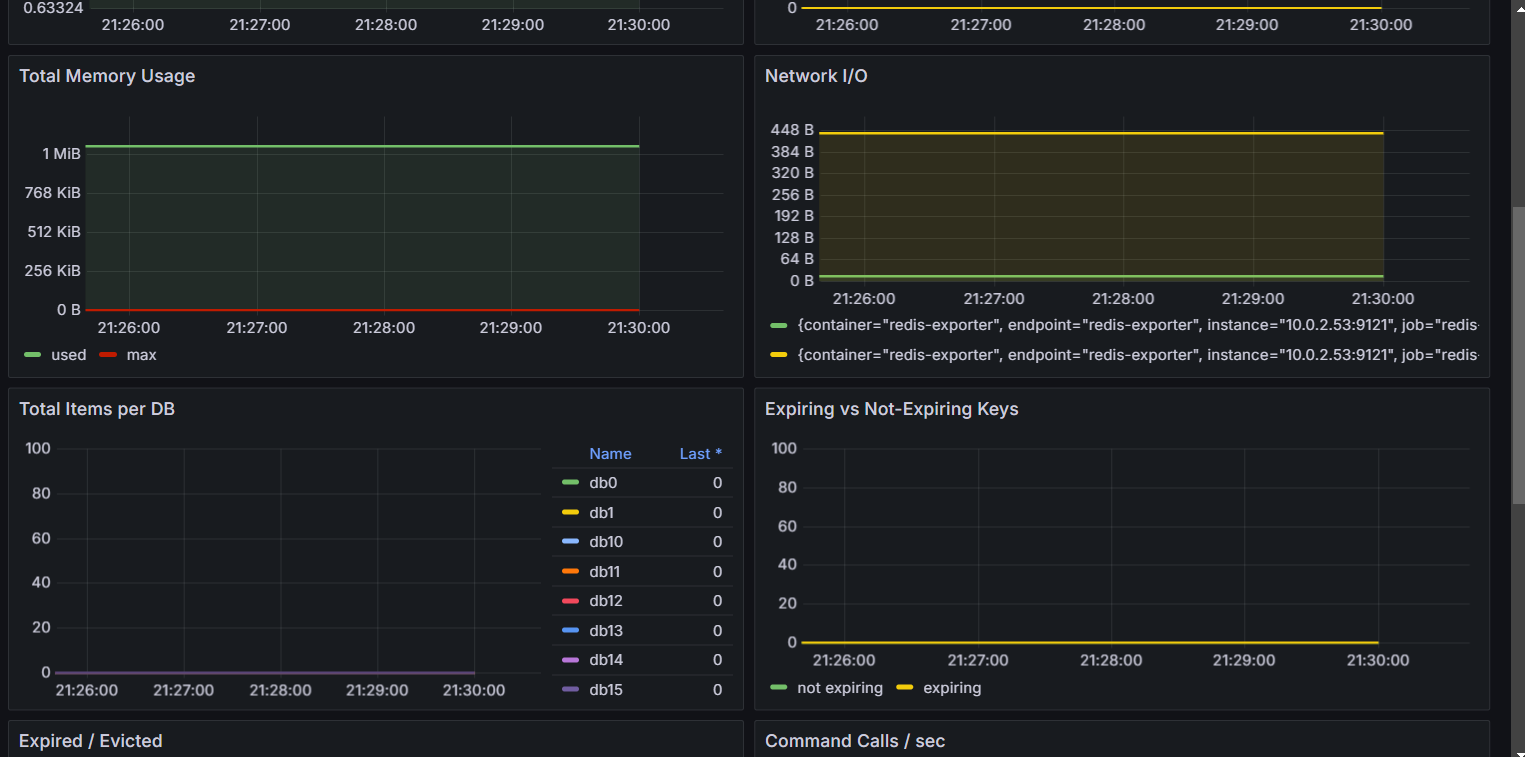 0.63324
21:26:00 21:27:00 21:28:00 21:29:00 21:30:00
0
21:26:00 21:27:00 21:28:00 21:29:00 21:30:00
Total Memory Usage
1 MiB
768 KiB
512 KiB
256 KiB
0 B
21:26:00 21:27:00 21:28:00 21:29:00 21:30:00
used max
Network I/O
448 B
384 B
320 B
256 B
192 B
128 B
64 B
0 B
21:26:00 21:27:00 21:28:00 21:29:00 21:30:00
{container="redis-exporter", endpoint="redis-exporter", instance="10.0.2.53:9121", job="redis-
{container="redis-exporter", endpoint="redis-exporter", instance="10.0.2.53:9121", job="redis-
Total Items per DB
100
80
60
40
20
0
21:26:00 21:27:00 21:28:00 21:29:00 21:30:00
Name Last *
db0 0
db1 0
db10 0
db11 0
db12 0
db13 0
db14 0
db15 0
Expiring vs Not-Expiring Keys
100
80
60
40
20
0
21:26:00 21:27:00 21:28:00 21:29:00 21:30:00
not expiring expiring
Expired / Evicted
Command Calls / sec